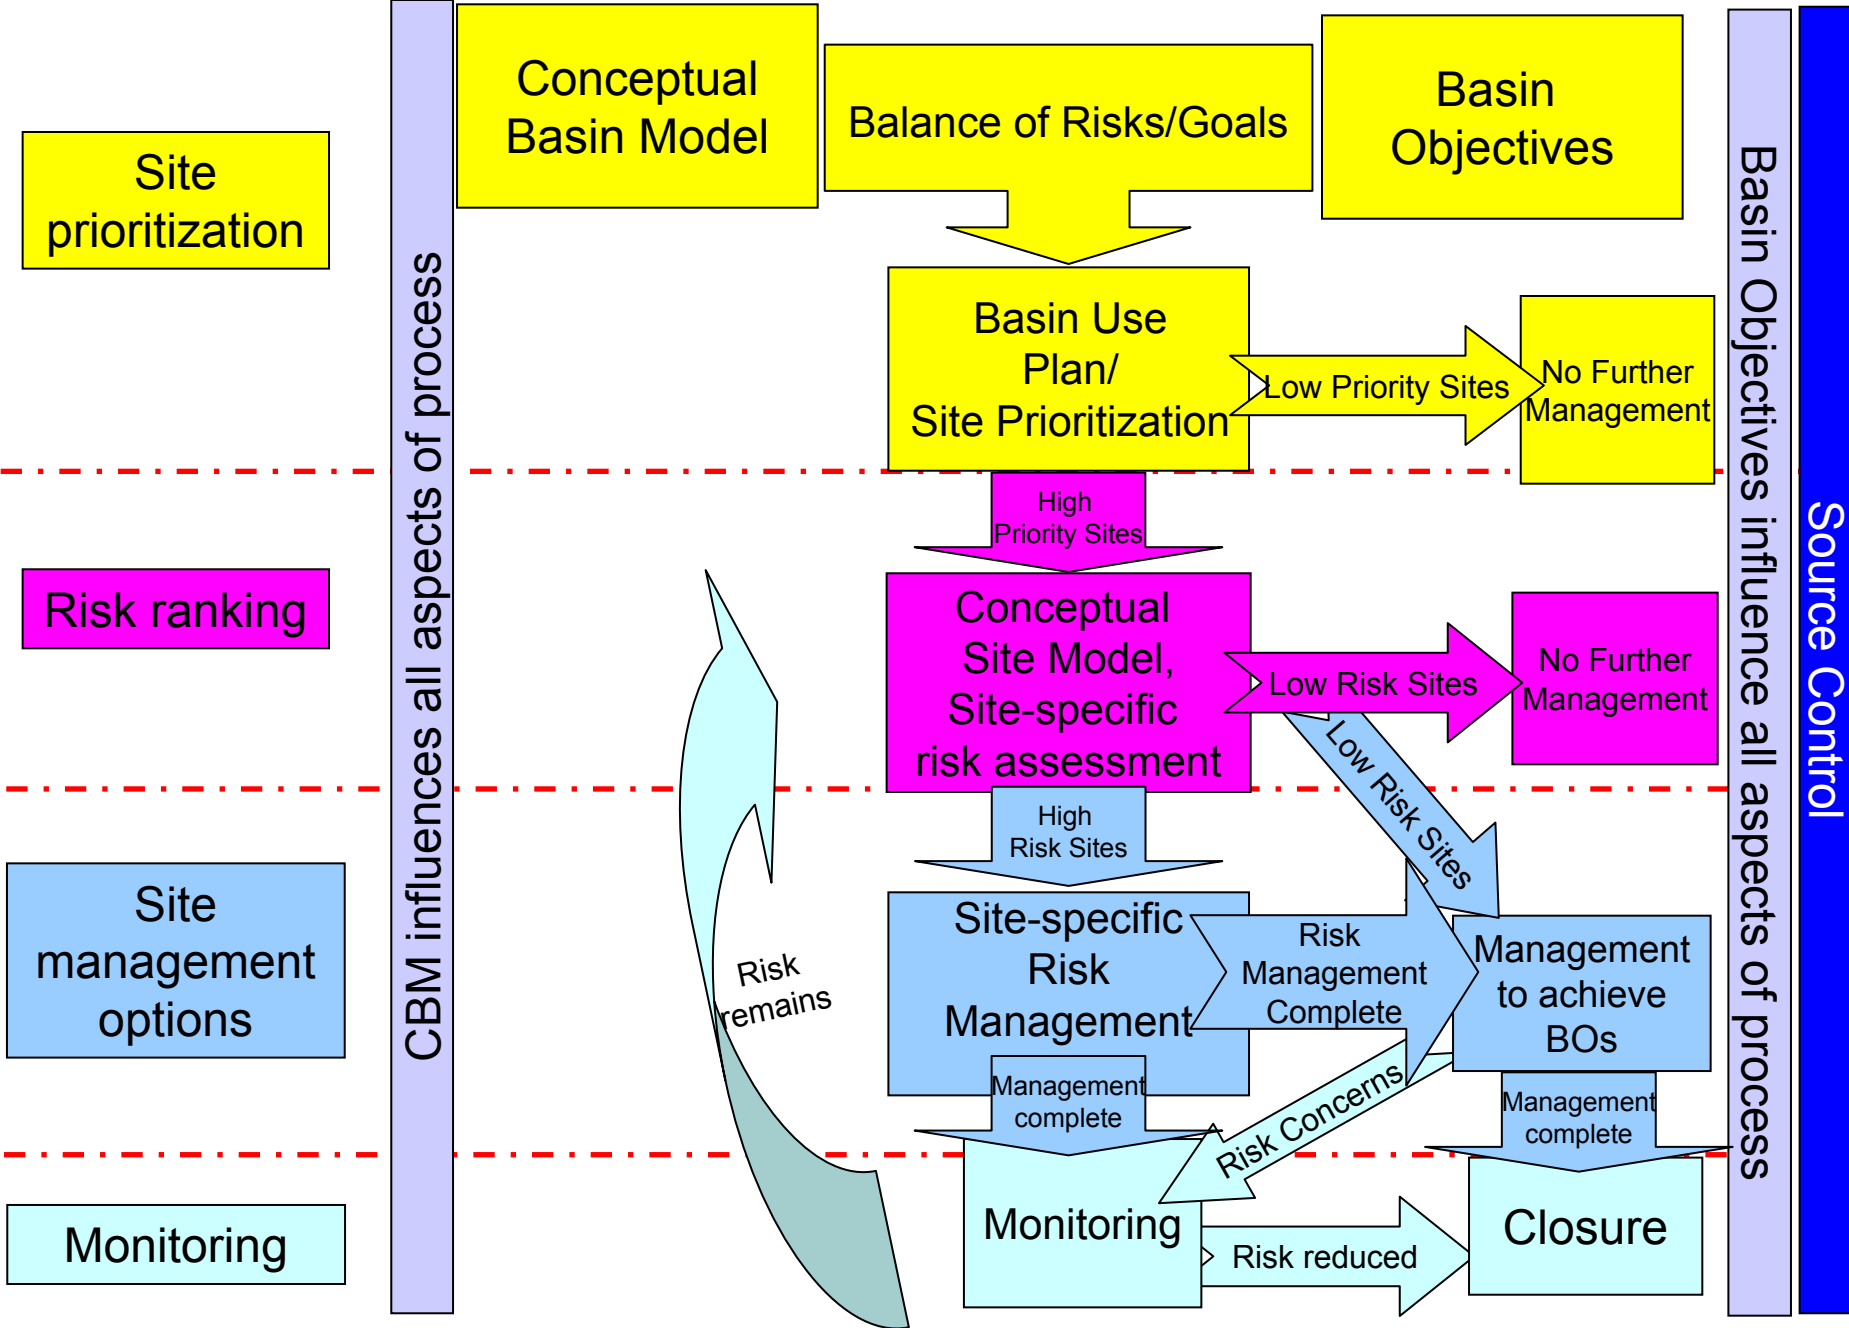 Conceptual
Basin Model
Balance of Risks/Goals
Basin
Objectives
Site
prioritization
Basin Use
Plan/
Site Prioritization
Low Priority Sites
No Further
Management
High
Priority Sites
Risk ranking
Conceptual
Site Model,
Site-specific
risk assessment
Low Risk Sites
No Further
Management
Low Risk Sites
High
Risk Sites
Site
management
options
Site-specific
Risk
Management
Risk
Management
Complete
Management
to achieve
BOs
Risk
remains
Management
complete
Risk Concerns
Management
complete
Monitoring
Monitoring
Risk reduced
Closure
CBM influences all aspects of process
Basin Objectives influence all aspects of process
Source Control